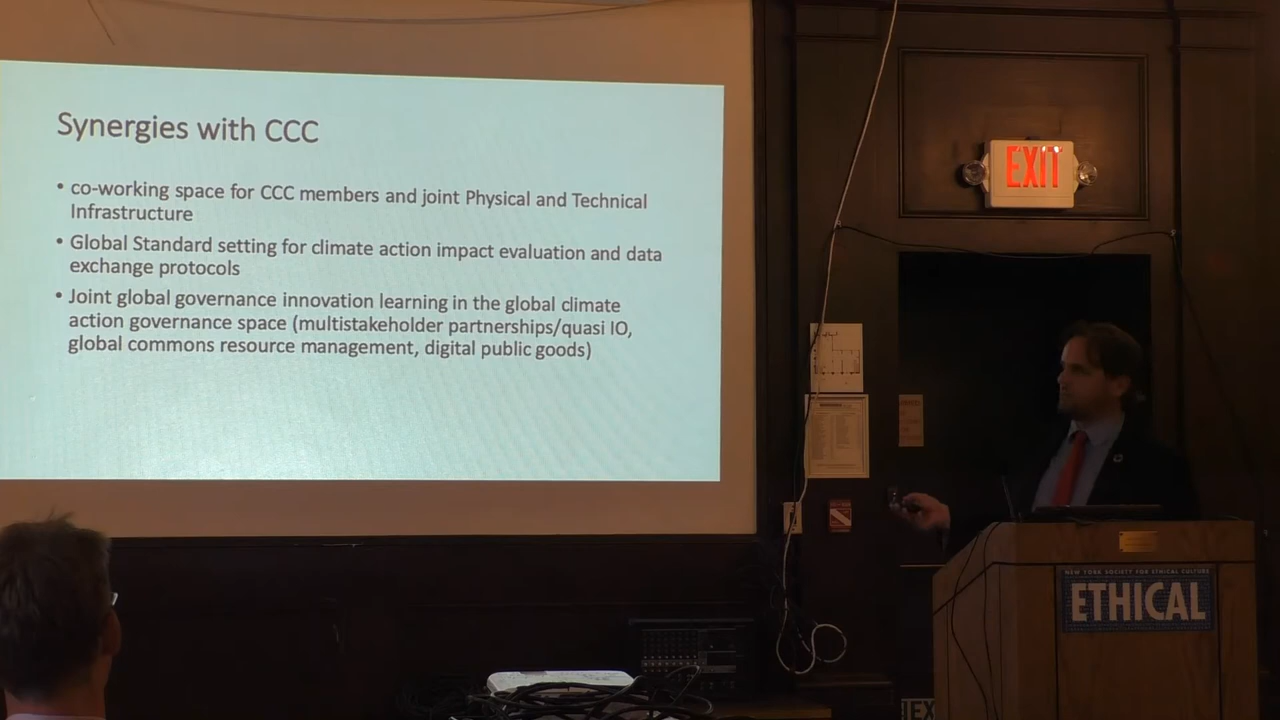 Synergies with CCC
• co-working space for CCC members and joint Physical and Technical
Infrastructure
• Global Standard setting for climate action impact evaluation and data
exchange protocols
• Joint global governance innovation learning in the global climate
action governance space (multistakeholder partnerships/quasi IO,
global commons resource management, digital public goods)
EXIT
NEW YORK SOCIETY FOR ETHICAL CULTURE
ETHICAL
EX